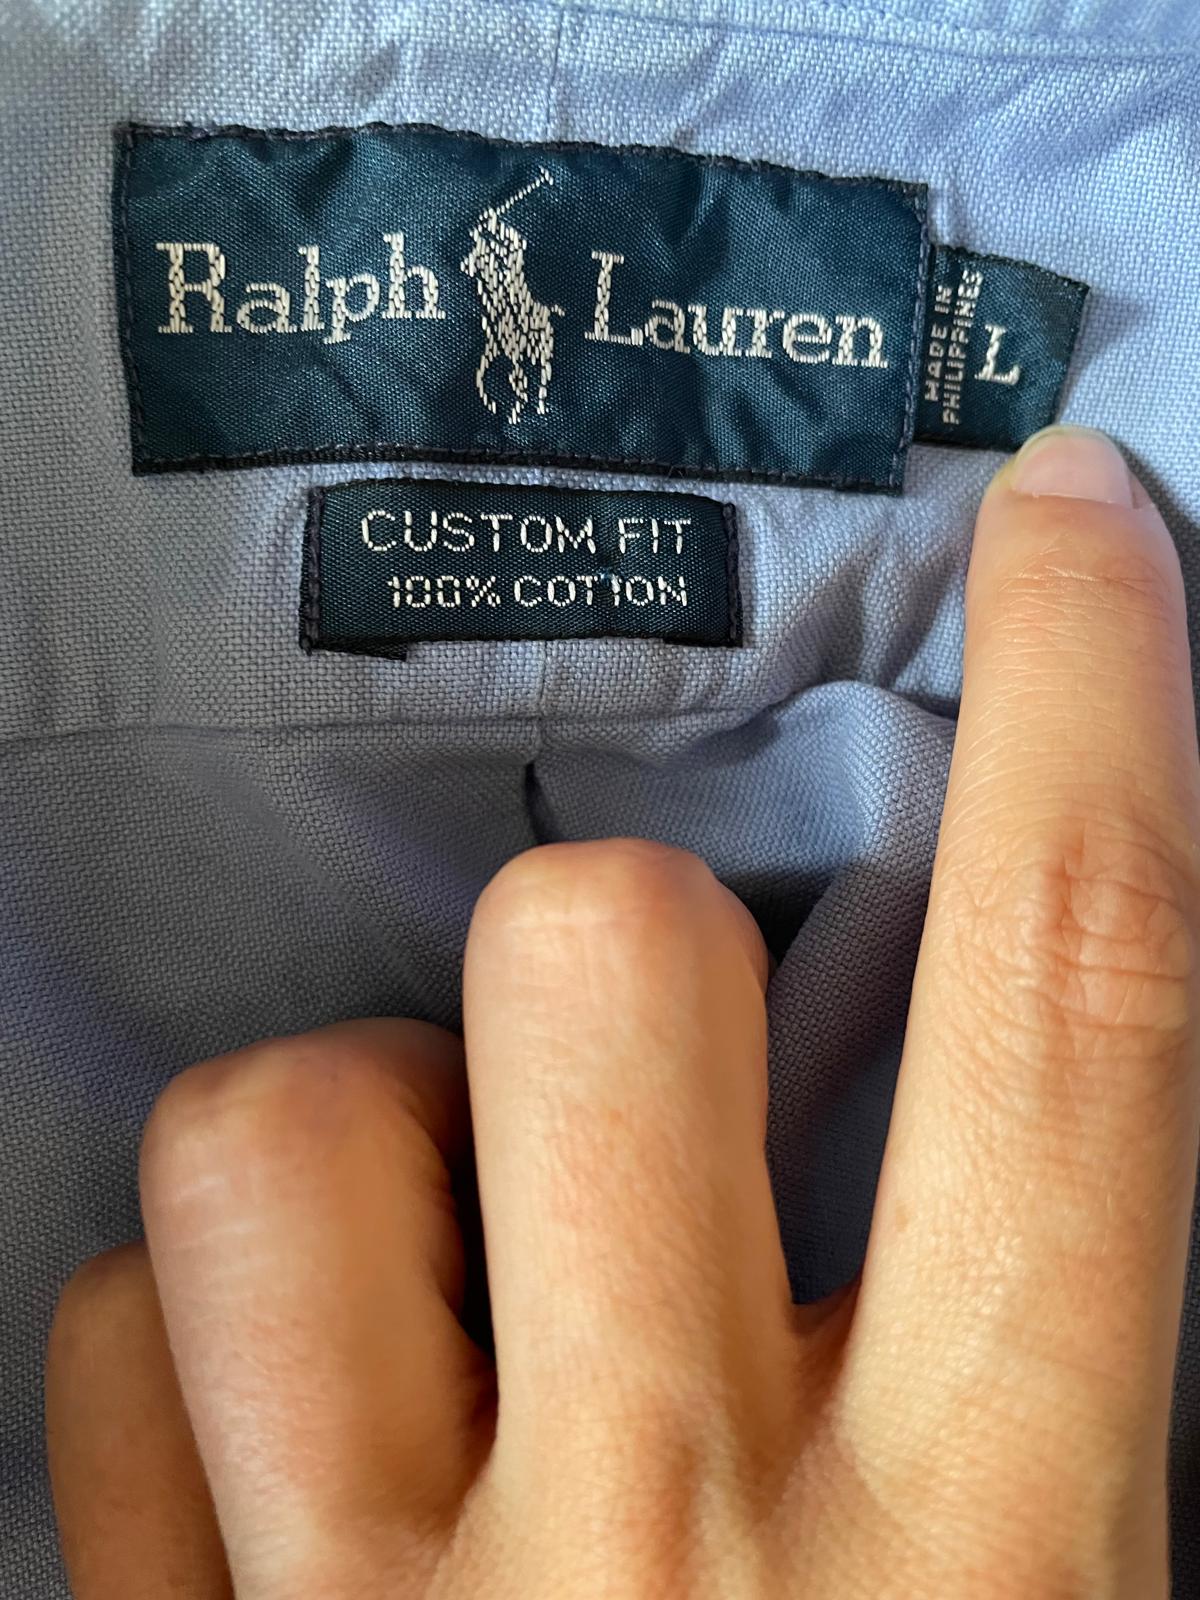 Ralph Lauren
MADE IN
PHILIPPINES
L
CUSTOM FIT
100% COTTON